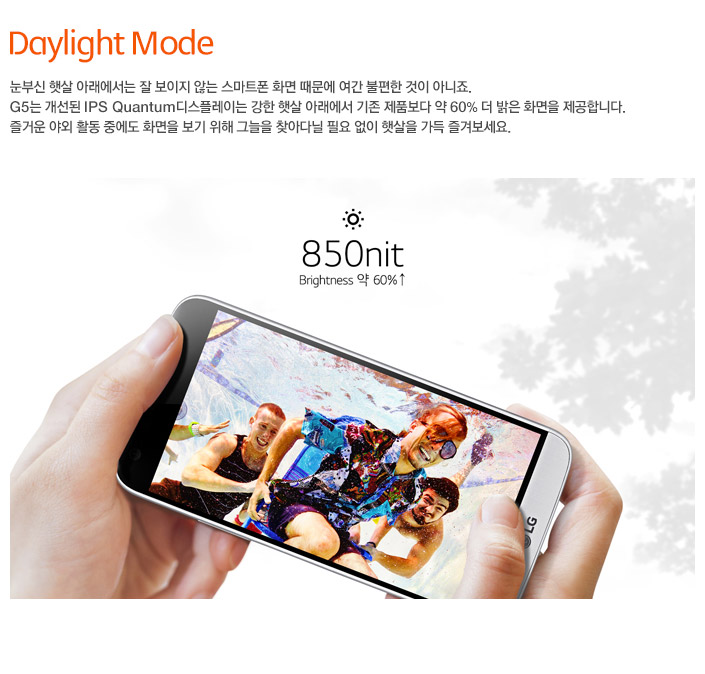 Daylight Mode
눈부신 햇살 아래에서는 잘 보이지 않는 스마트폰 화면 때문에 여간 불편한 것이 아니죠.
G5는 개선된 IPS Quantum디스플레이는 강한 햇살 아래에서 기존 제품보다 약 60% 더 밝은 화면을 제공합니다.
즐거운 야외 활동 중에도 화면을 보기 위해 그늘을 찾아다닐 필요 없이 햇살을 가득 즐겨보세요.
850nit
Brightness 약 60%↑
LG